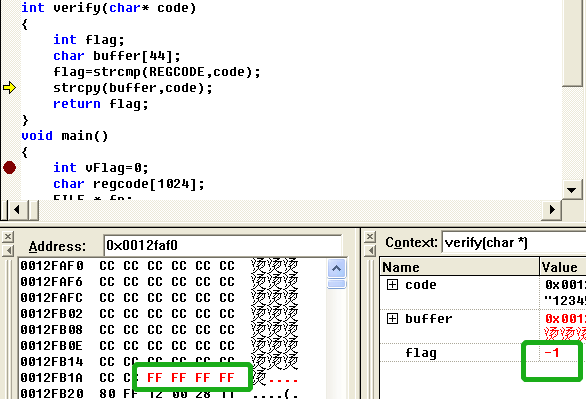 int verify(char* code)
{
int flag;
char buffer[44];
flag=strcmp(REGCODE,code);
strcpy(buffer,code);
return flag;
}
void main()
{
int vFlag=0;
char regcode[1024];
FILE * fp;
Address: 0x0012faf0
0012FAF0 CC CC CC CC CC CC 烫烫烫
0012FAF6 CC CC CC CC CC CC 烫烫烫
0012FAFC CC CC CC CC CC CC 烫烫烫
0012FB02 CC CC CC CC CC CC 烫烫烫
0012FB08 CC CC CC CC CC CC 烫烫烫
0012FB0E CC CC CC CC CC CC 烫烫烫
0012FB14 CC CC CC CC CC CC 烫烫烫
0012FB1A CC CC FF FF FF FF 烫....
0012FB20 80 FF 12 00 28 11 ....(.
Context: verify(char *)
Name Value
code 0x0012
"1234
buffer 0x0012
烫烫烫
flag -1